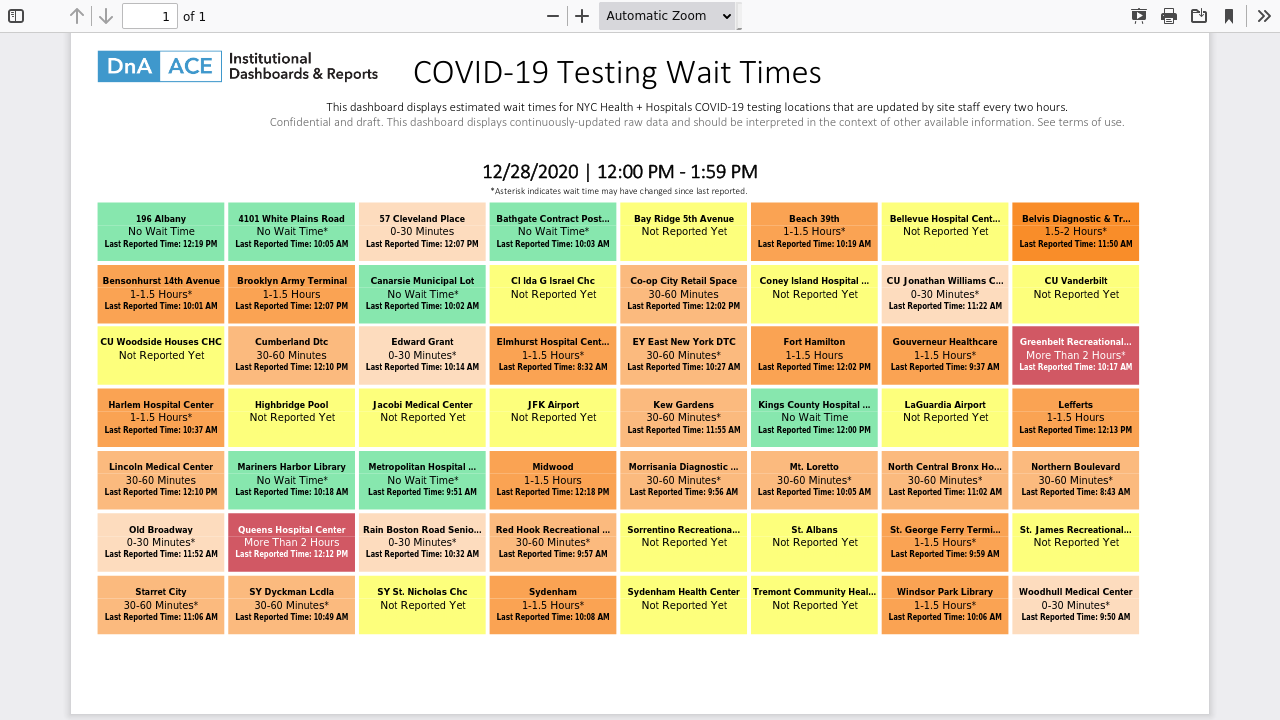 1 of 1
Automatic Zoom
DnA ACE Institutional Dashboards & Reports
COVID-19 Testing Wait Times
This dashboard displays estimated wait times for NYC Health + Hospitals COVID-19 testing locations that are updated by site staff every two hours.
Confidential and draft. This dashboard displays continuously-updated raw data and should be interpreted in the context of other available information. See terms of use.
12/28/2020 | 12:00 PM - 1:59 PM
*Asterisk indicates wait time may have changed since last reported.
196 Albany
No Wait Time
Last Reported Time: 12:19 PM
4101 White Plains Road
No Wait Time*
Last Reported Time: 10:05 AM
57 Cleveland Place
0-30 Minutes
Last Reported Time: 12:07 PM
Bathgate Contract Post...
No Wait Time*
Last Reported Time: 10:03 AM
Bay Ridge 5th Avenue
Not Reported Yet
Beach 39th
1-1.5 Hours*
Last Reported Time: 10:19 AM
Bellevue Hospital Cent...
Not Reported Yet
Belvis Diagnostic & Tr...
1.5-2 Hours*
Last Reported Time: 11:50 AM
Bensonhurst 14th Avenue
1-1.5 Hours*
Last Reported Time: 10:01 AM
Brooklyn Army Terminal
1-1.5 Hours
Last Reported Time: 12:07 PM
Canarsie Municipal Lot
No Wait Time*
Last Reported Time: 10:02 AM
CI Ida G Israel Chc
Not Reported Yet
Co-op City Retail Space
30-60 Minutes
Last Reported Time: 12:02 PM
Coney Island Hospital ...
Not Reported Yet
CU Jonathan Williams C...
0-30 Minutes*
Last Reported Time: 11:22 AM
CU Vanderbilt
Not Reported Yet
CU Woodside Houses CHC
Not Reported Yet
Cumberland Dtc
30-60 Minutes
Last Reported Time: 12:10 PM
Edward Grant
0-30 Minutes*
Last Reported Time: 10:14 AM
Elmhurst Hospital Cent...
1-1.5 Hours*
Last Reported Time: 8:32 AM
EY East New York DTC
30-60 Minutes*
Last Reported Time: 10:27 AM
Fort Hamilton
1-1.5 Hours
Last Reported Time: 12:02 PM
Gouverneur Healthcare
1-1.5 Hours*
Last Reported Time: 9:37 AM
Greenbelt Recreational...
More Than 2 Hours*
Last Reported Time: 10:17 AM
Harlem Hospital Center
1-1.5 Hours*
Last Reported Time: 10:37 AM
Highbridge Pool
Not Reported Yet
Jacobi Medical Center
Not Reported Yet
JFK Airport
Not Reported Yet
Kew Gardens
30-60 Minutes*
Last Reported Time: 11:55 AM
Kings County Hospital ...
No Wait Time
Last Reported Time: 12:00 PM
LaGuardia Airport
Not Reported Yet
Lefferts
1-1.5 Hours
Last Reported Time: 12:13 PM
Lincoln Medical Center
30-60 Minutes
Last Reported Time: 12:10 PM
Mariners Harbor Library
No Wait Time*
Last Reported Time: 10:18 AM
Metropolitan Hospital ...
No Wait Time*
Last Reported Time: 9:51 AM
Midwood
1-1.5 Hours
Last Reported Time: 12:18 PM
Morrisania Diagnostic ...
30-60 Minutes*
Last Reported Time: 9:56 AM
Mt. Loretto
30-60 Minutes*
Last Reported Time: 10:05 AM
North Central Bronx Ho...
30-60 Minutes*
Last Reported Time: 11:02 AM
Northern Boulevard
30-60 Minutes*
Last Reported Time: 8:43 AM
Old Broadway
0-30 Minutes*
Last Reported Time: 11:52 AM
Queens Hospital Center
More Than 2 Hours
Last Reported Time: 12:12 PM
Rain Boston Road Senio...
0-30 Minutes*
Last Reported Time: 10:32 AM
Red Hook Recreational ...
30-60 Minutes*
Last Reported Time: 9:57 AM
Sorrentino Recreationa...
Not Reported Yet
St. Albans
Not Reported Yet
St. George Ferry Termi...
1-1.5 Hours*
Last Reported Time: 9:59 AM
St. James Recreational...
Not Reported Yet
Starret City
30-60 Minutes*
Last Reported Time: 11:06 AM
SY Dyckman Lcdla
30-60 Minutes*
Last Reported Time: 10:49 AM
SY St. Nicholas Chc
Not Reported Yet
Sydenham
1-1.5 Hours*
Last Reported Time: 10:08 AM
Sydenham Health Center
Not Reported Yet
Tremont Community Heal...
Not Reported Yet
Windsor Park Library
1-1.5 Hours*
Last Reported Time: 10:06 AM
Woodhull Medical Center
0-30 Minutes*
Last Reported Time: 9:50 AM